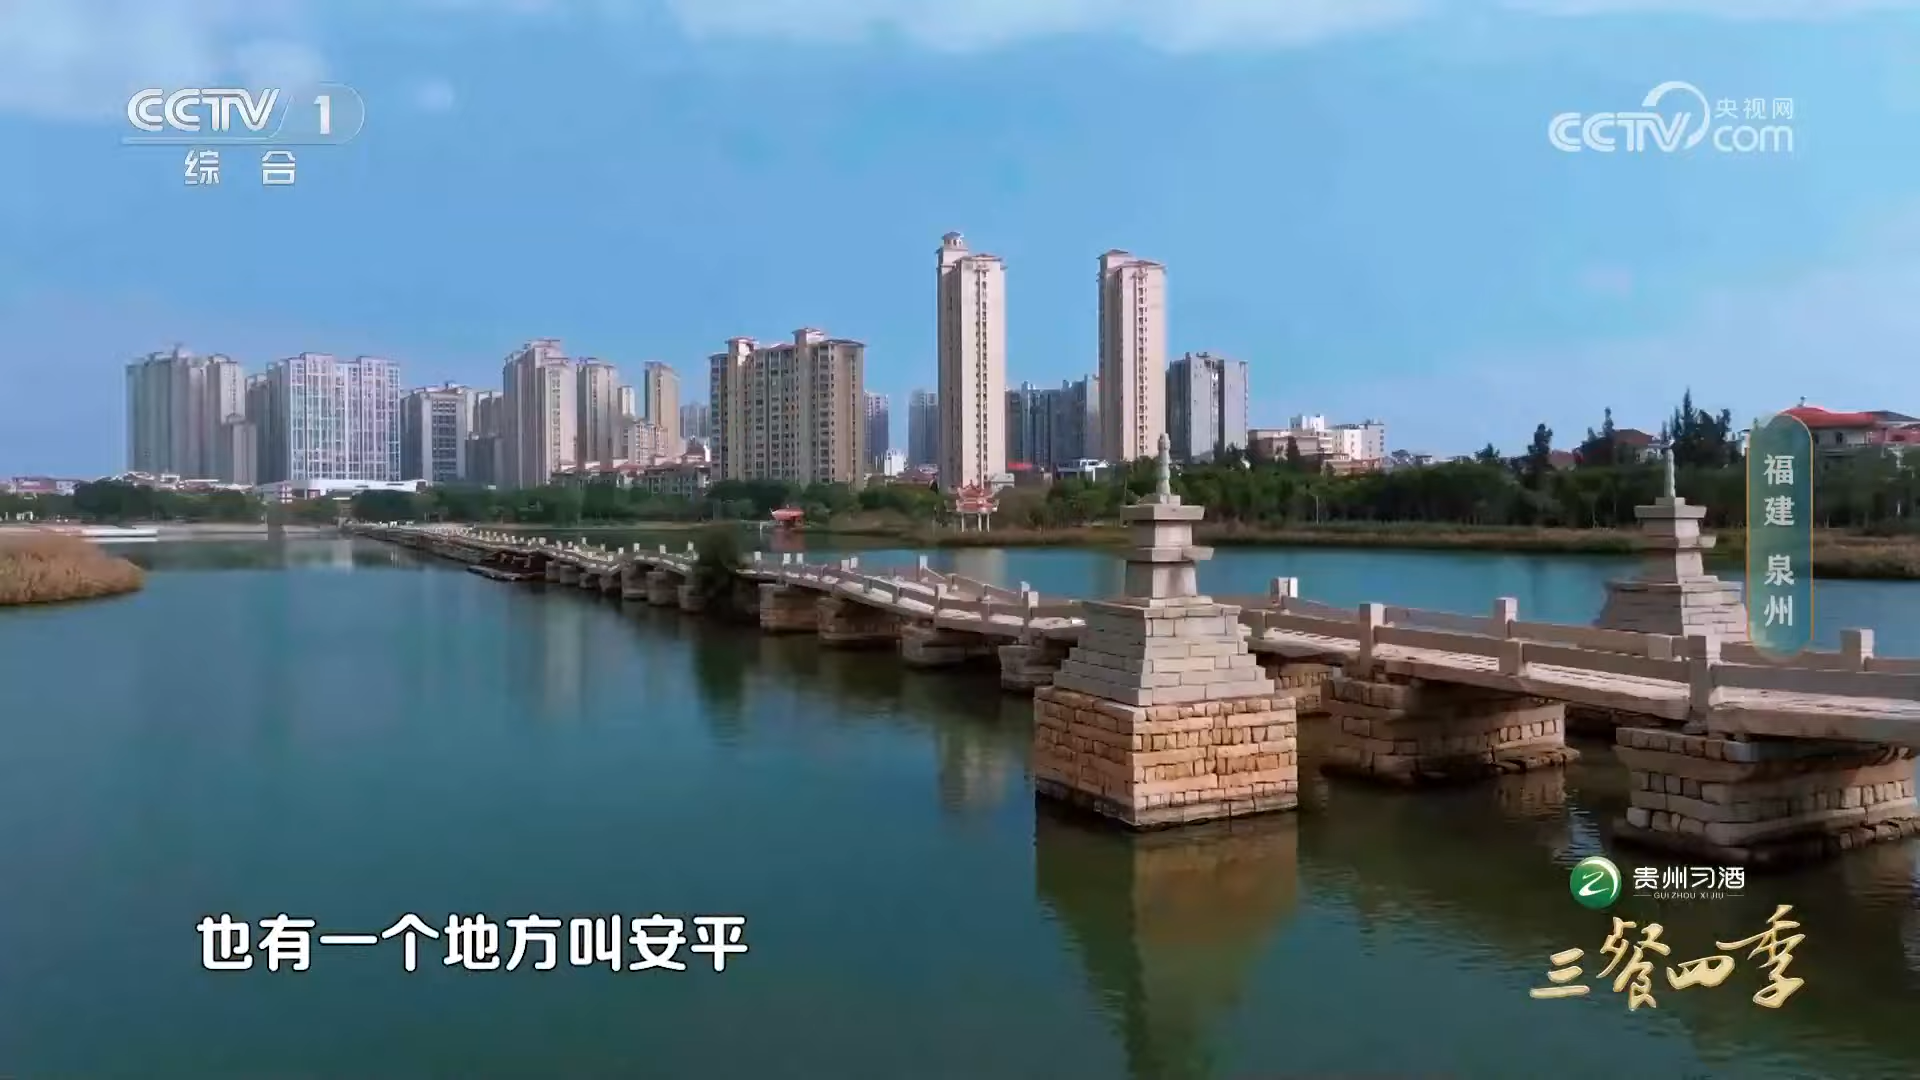 CCTV 1
综合
央视网
CCTV.com
福建 泉州
贵州习酒
GUIZHOU XIJIU
三餐四季
也有一个地方叫安平